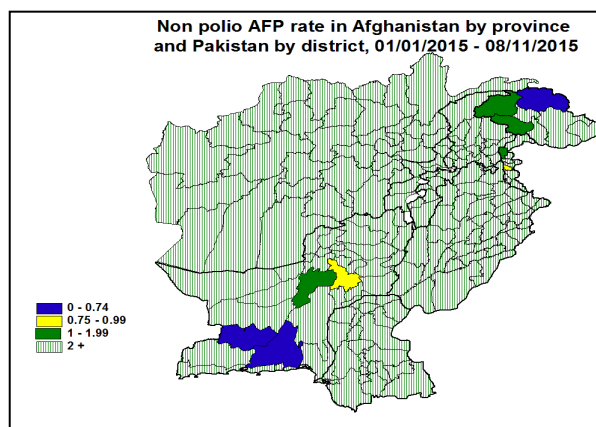 Non polio AFP rate in Afghanistan by province
and Pakistan by district, 01/01/2015 - 08/11/2015
0 - 0.74
0.75 - 0.99
1 - 1.99
2 +